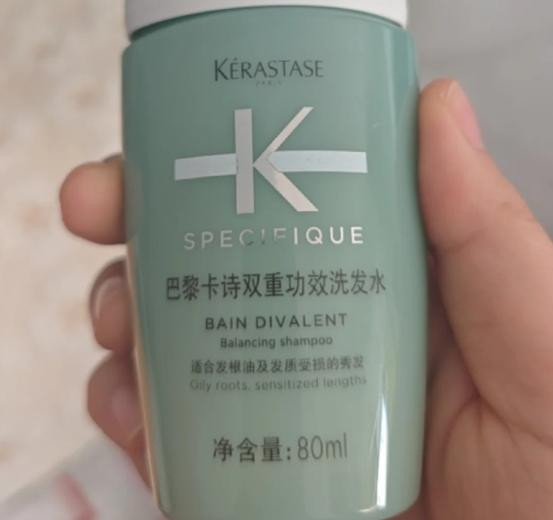 KÉRASTASE
PARIS
K
SPECIFIQUE
巴黎卡诗双重功效洗发水
BAIN DIVALENT
Balancing shampoo
适合发根油及发质受损的秀发
Oily roots, sensitized lengths
净含量:80ml